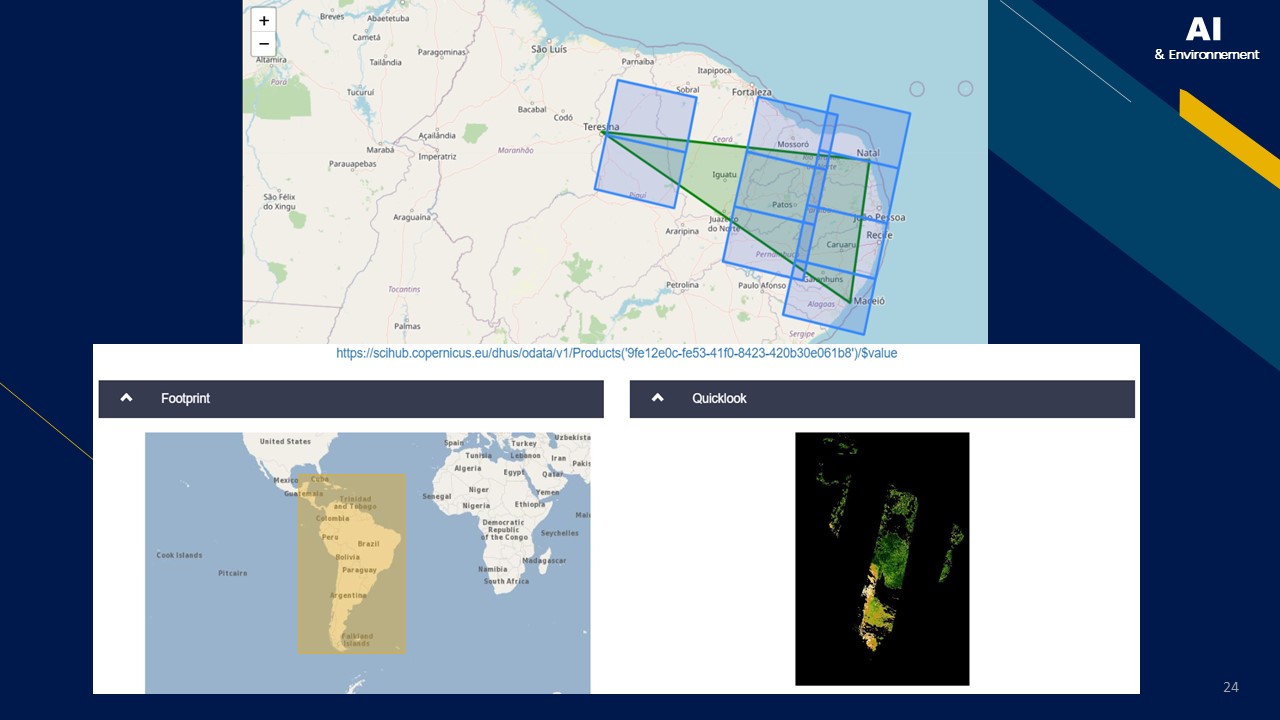 AI
& Environnement
+
−
Breves
Abaetetuba
Cametá
São Luís
Altamira
Tailândia
Paragominas
Parnaíba
Itapipoca
Pará
Tucuruí
Sobral
Fortaleza
Bacabal
Codó
Teresina
Açailândia
Marabá
Imperatriz
Maranhão
Ceará
Mossoró
Natal
Parauapebas
Iguatu
São Félix
do Xingu
Piauí
Patos
Araguaína
Juazeiro
do Norte
João Pessoa
Araripina
Recife
Caruaru
Pernambuco
Petrolina
Paulo Afonso
Garanhuns
Tocantins
Alagoas
Maceió
Palmas
Sergipe
https://scihub.copernicus.eu/dhus/odata/v1/Products('9fe12e0c-fe53-41f0-8423-420b30e061b8')/$value
Footprint
Quicklook
United States
Spain
Turkey
Uzbekista
Tunisia
Lebanon
Iran
Pakis
Algeria
Egypt
Qatar
Mexico
Cuba
Guatemala
Trinidad
and Tobago
Senegal
Niger
Yemen
Nigeria
Ethiopia
Colombia
Democratic
Republic
of the Congo
Mal
Seychelles
Peru
Brazil
Cook Islands
Bolivia
Madagascar
Pitcairn
Paraguay
Namibia
South Africa
Argentina
Falkland
Islands
24